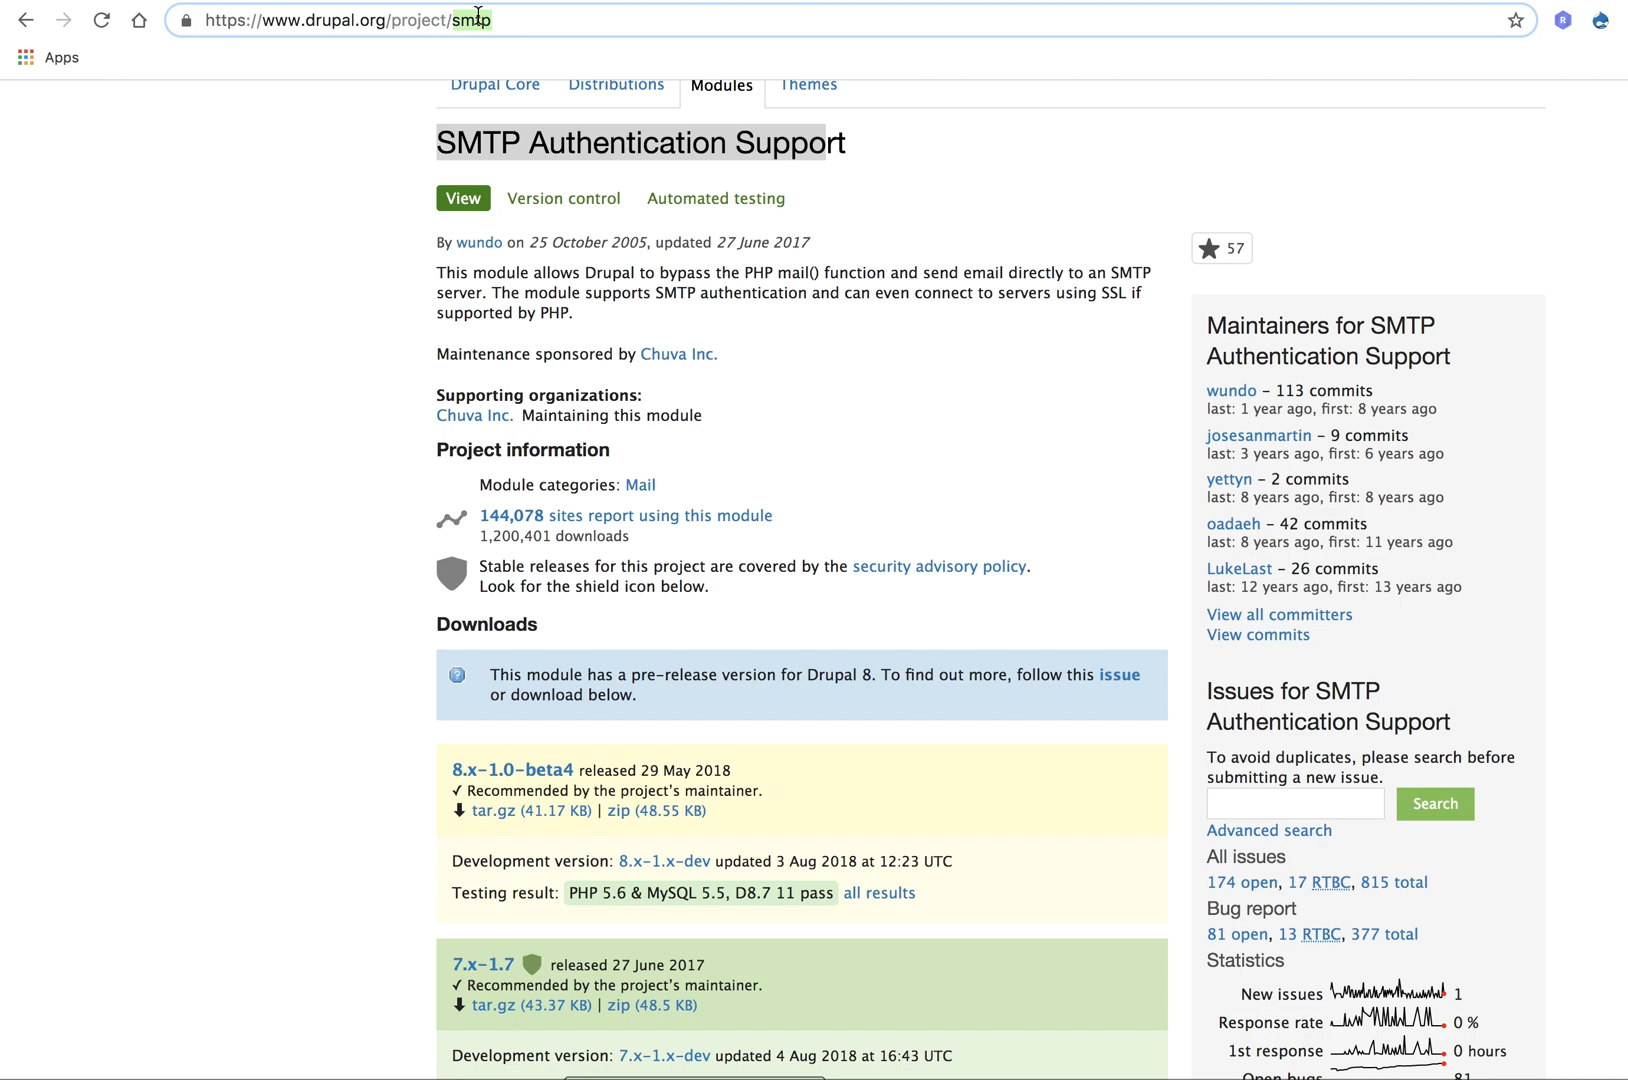 https://www.drupal.org/project/smtp
R
Apps
Drupal Core
Distributions
Modules
Themes
SMTP Authentication Support
View
Version control
Automated testing
By wundo on 25 October 2005, updated 27 June 2017
This module allows Drupal to bypass the PHP mail() function and send email directly to an SMTP
server. The module supports SMTP authentication and can even connect to servers using SSL if
supported by PHP.
Maintenance sponsored by Chuva Inc.
Supporting organizations:
Chuva Inc. Maintaining this module
Project information
Module categories: Mail
144,078 sites report using this module
1,200,401 downloads
Stable releases for this project are covered by the security advisory policy.
Look for the shield icon below.
Downloads
This module has a pre-release version for Drupal 8. To find out more, follow this issue
or download below.
8.x-1.0-beta4 released 29 May 2018
✓ Recommended by the project's maintainer.
tar.gz (41.17 KB) | zip (48.55 KB)
Development version: 8.x-1.x-dev updated 3 Aug 2018 at 12:23 UTC
Testing result: PHP 5.6 & MySQL 5.5, D8.7 11 pass all results
7.x-1.7 released 27 June 2017
✓ Recommended by the project's maintainer.
tar.gz (43.37 KB) | zip (48.5 KB)
Development version: 7.x-1.x-dev updated 4 Aug 2018 at 16:43 UTC
57
Maintainers for SMTP
Authentication Support
wundo – 113 commits
last: 1 year ago, first: 8 years ago
josesanmartin – 9 commits
last: 3 years ago, first: 6 years ago
yettyn – 2 commits
last: 8 years ago, first: 8 years ago
oadaeh – 42 commits
last: 8 years ago, first: 11 years ago
LukeLast – 26 commits
last: 12 years ago, first: 13 years ago
View all committers
View commits
Issues for SMTP
Authentication Support
To avoid duplicates, please search before
submitting a new issue.
Search
Advanced search
All issues
174 open, 17 RTBC, 815 total
Bug report
81 open, 13 RTBC, 377 total
Statistics
New issues 1
Response rate 0 %
1st response 0 hours
Open bugs 81